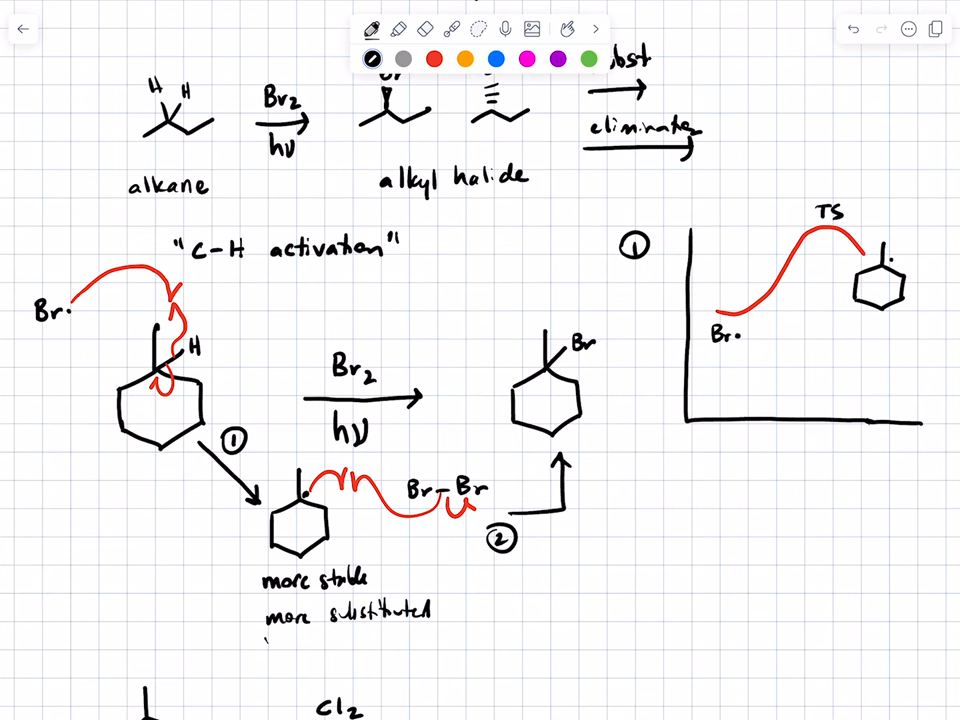 H H
Br2
hν
alkane
alkyl halide
"C-H activation"
Br·
H
①
Br2
hν
Br
Br-Br
②
more stable
more substituted
Cl2
①
TS
Br·